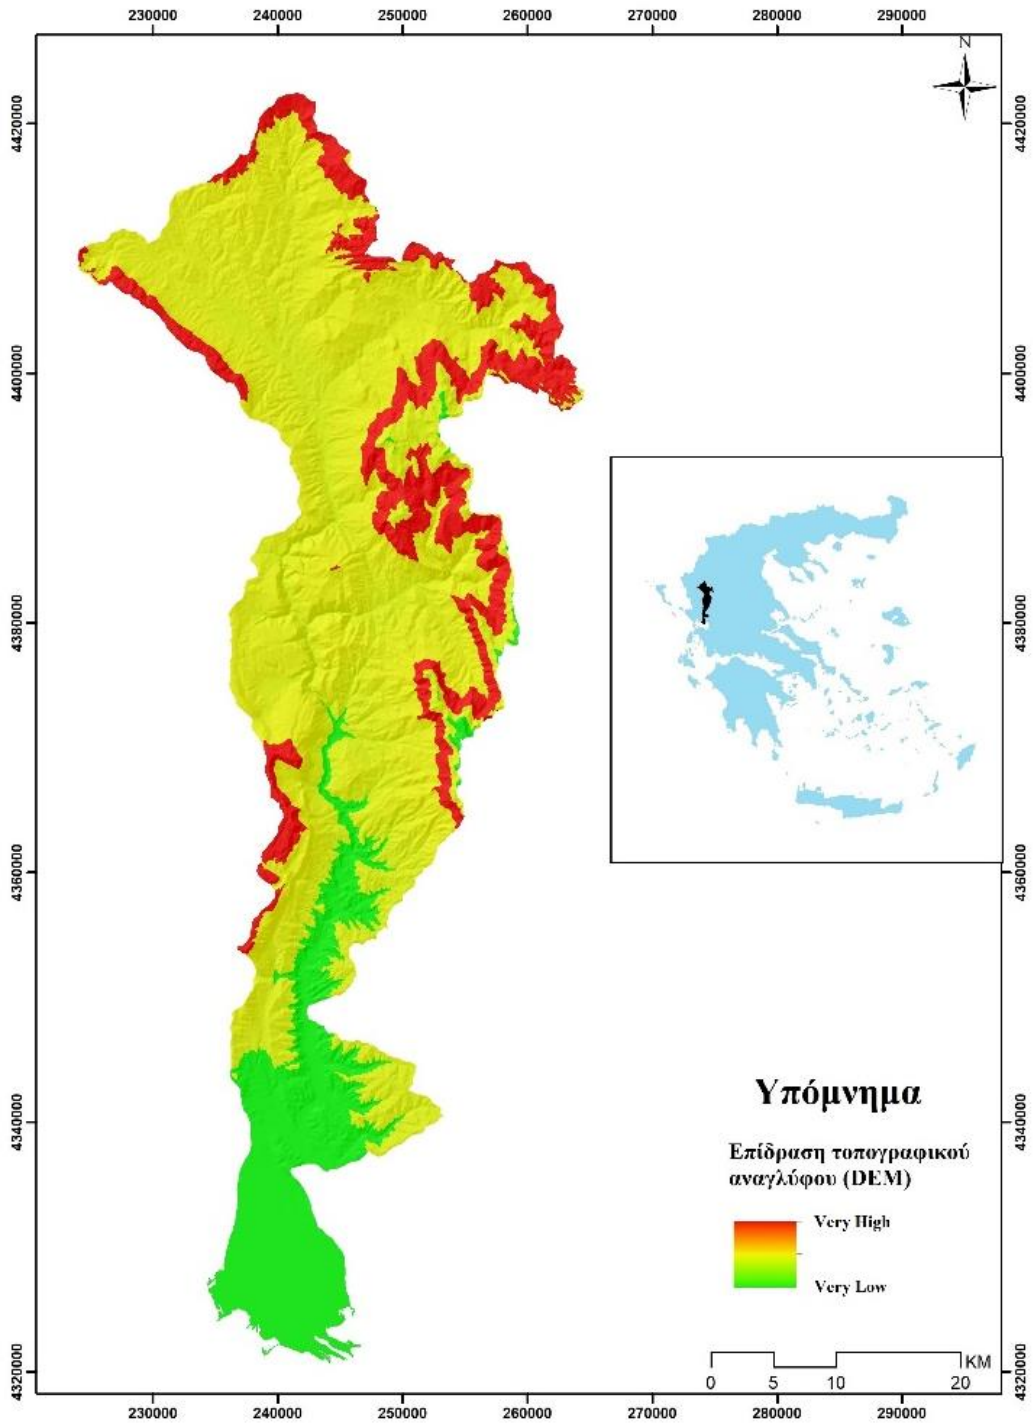 230000 240000 250000 260000 270000 280000 290000
N
4420000 4420000
4400000 4400000
4380000 4380000
4360000 4360000
4340000 4340000
4320000 4320000
Υπόμνημα
Επίδραση τοπογραφικού
αναγλύφου (DEM)
Very High
Very Low
KM
0 5 10 20
230000 240000 250000 260000 270000 280000 290000